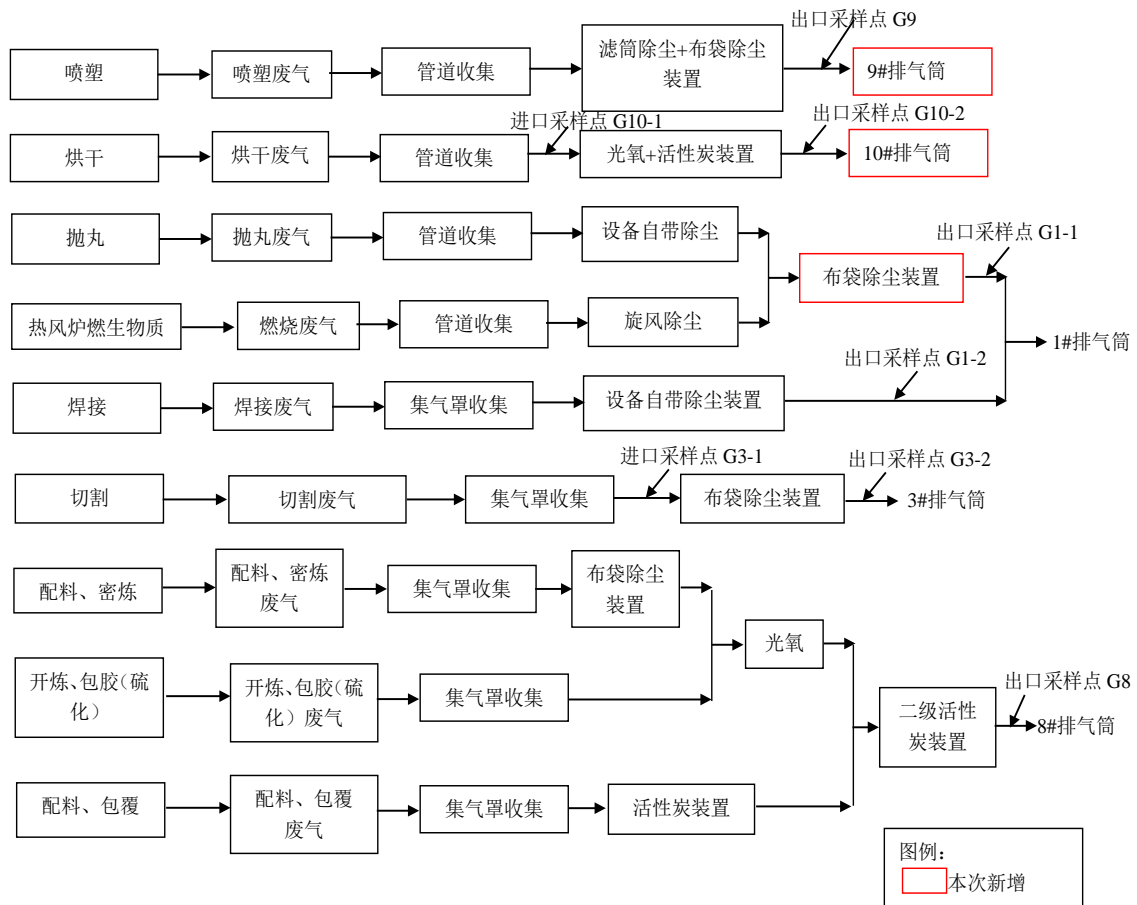 出口采样点 G9
喷塑
喷塑废气
管道收集
滤筒除尘+布袋除尘
装置
9#排气筒
进口采样点 G10-1
出口采样点 G10-2
烘干
烘干废气
管道收集
光氧+活性炭装置
10#排气筒
抛丸
抛丸废气
管道收集
设备自带除尘
出口采样点 G1-1
布袋除尘装置
热风炉燃生物质
燃烧废气
管道收集
旋风除尘
1#排气筒
出口采样点 G1-2
焊接
焊接废气
集气罩收集
设备自带除尘装置
进口采样点 G3-1
出口采样点 G3-2
切割
切割废气
集气罩收集
布袋除尘装置
3#排气筒
配料、密炼
配料、密炼
废气
集气罩收集
布袋除尘
装置
光氧
开炼、包胶（硫
化）
开炼、包胶（硫
化）废气
集气罩收集
出口采样点 G8
二级活性
炭装置
8#排气筒
配料、包覆
配料、包覆
废气
集气罩收集
活性炭装置
图例：
本次新增